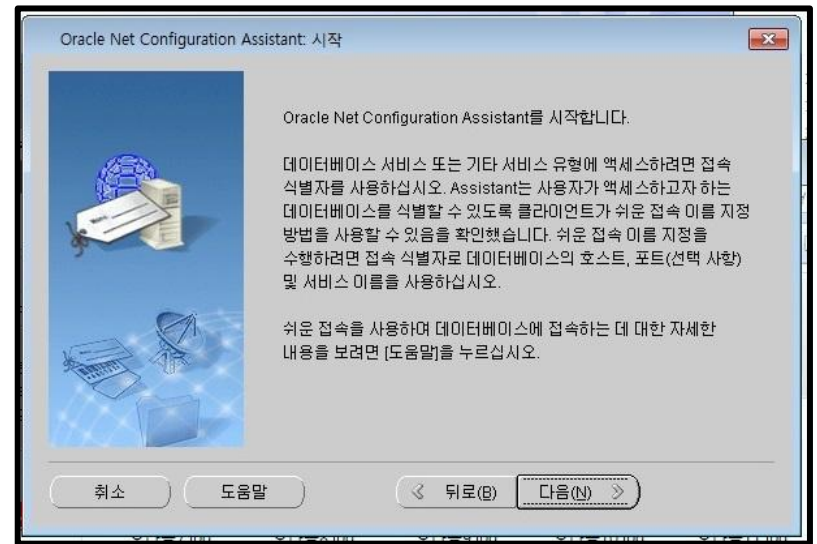 Oracle Net Configuration Assistant: 시작
Oracle Net Configuration Assistant를 시작합니다.
데이터베이스 서비스 또는 기타 서비스 유형에 액세스하려면 접속
식별자를 사용하십시오. Assistant는 사용자가 액세스하고자 하는
데이터베이스를 식별할 수 있도록 클라이언트가 쉬운 접속 이름 지정
방법을 사용할 수 있음을 확인했습니다. 쉬운 접속 이름 지정을
수행하려면 접속 식별자로 데이터베이스의 호스트, 포트(선택 사항)
및 서비스 이름을 사용하십시오.
쉬운 접속을 사용하여 데이터베이스에 접속하는 데 대한 자세한
내용을 보려면 [도움말]을 누르십시오.
취소 도움말 뒤로(B) 다음(N)